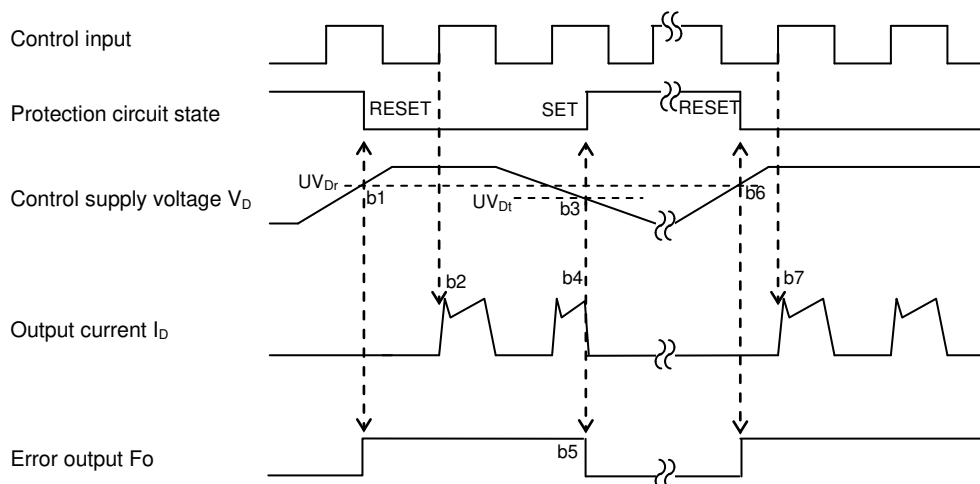 Control input
Protection circuit state
RESET
SET
RESET
Control supply voltage V_D
UV_Dr
b1
UV_Dt
b3
b6
b2
b4
b7
Output current I_D
Error output Fo
b5